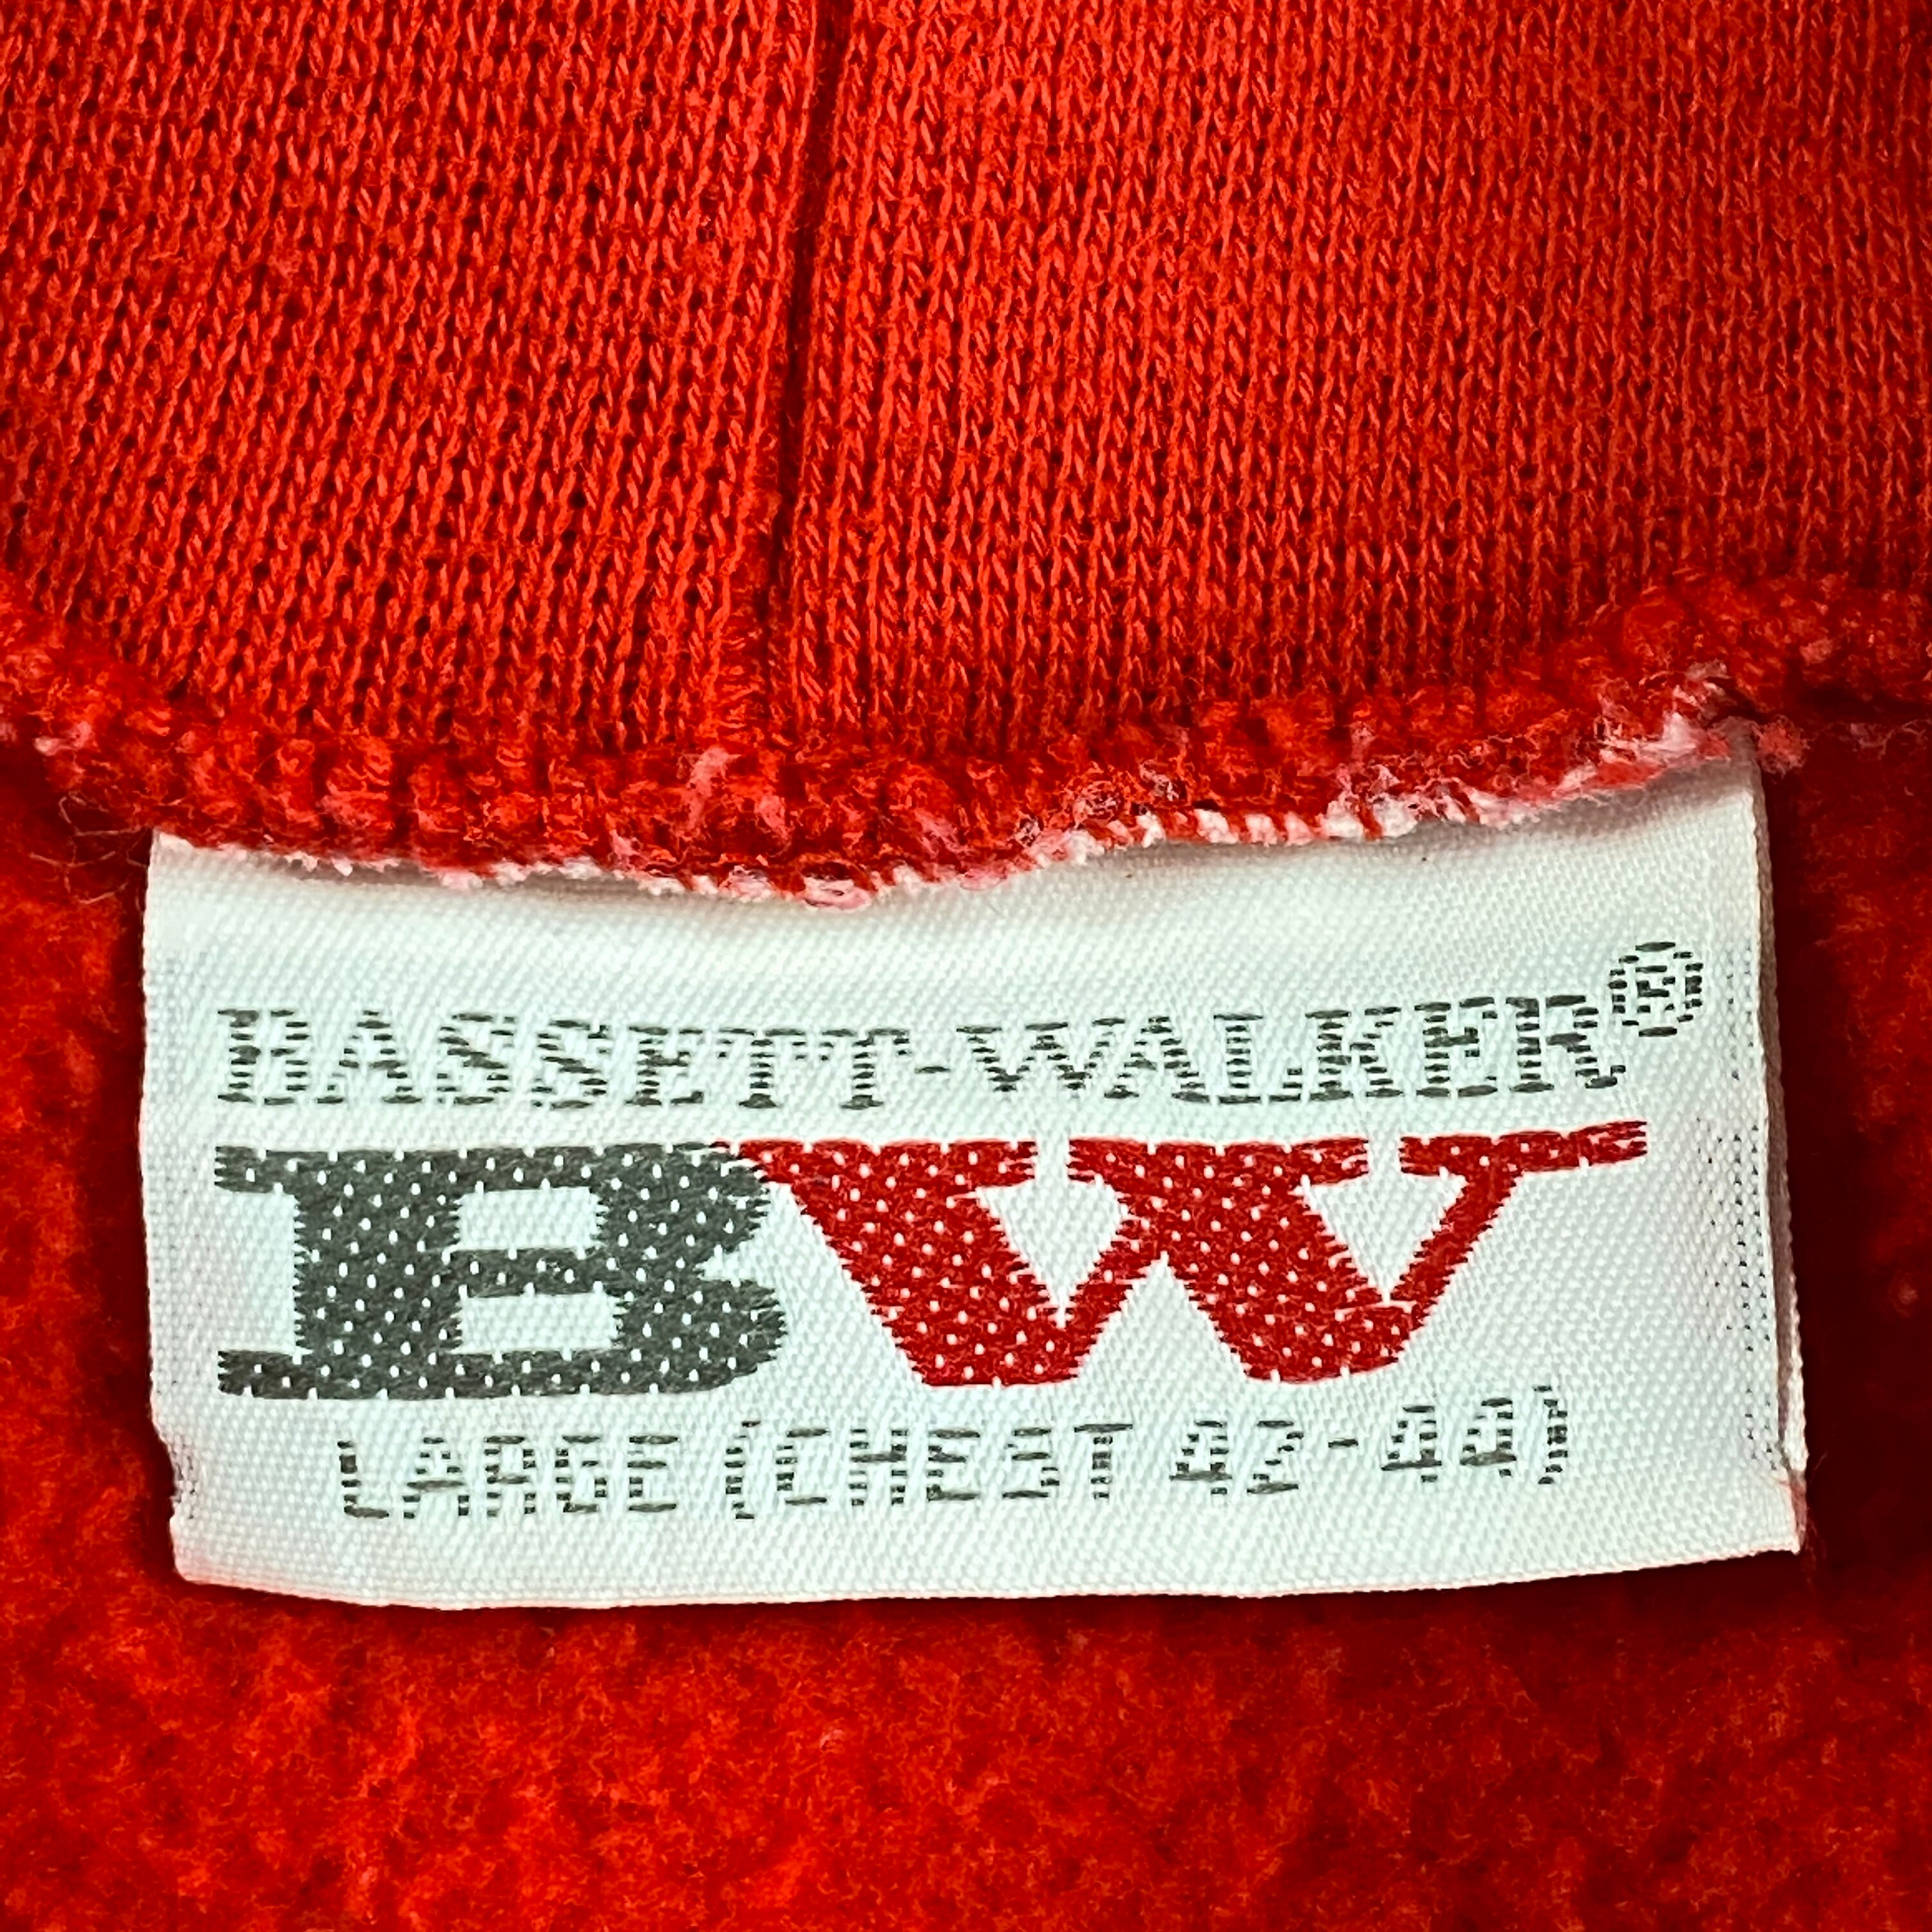 BASSETT-WALKER®
BW
LARGE (CHEST 42-44)